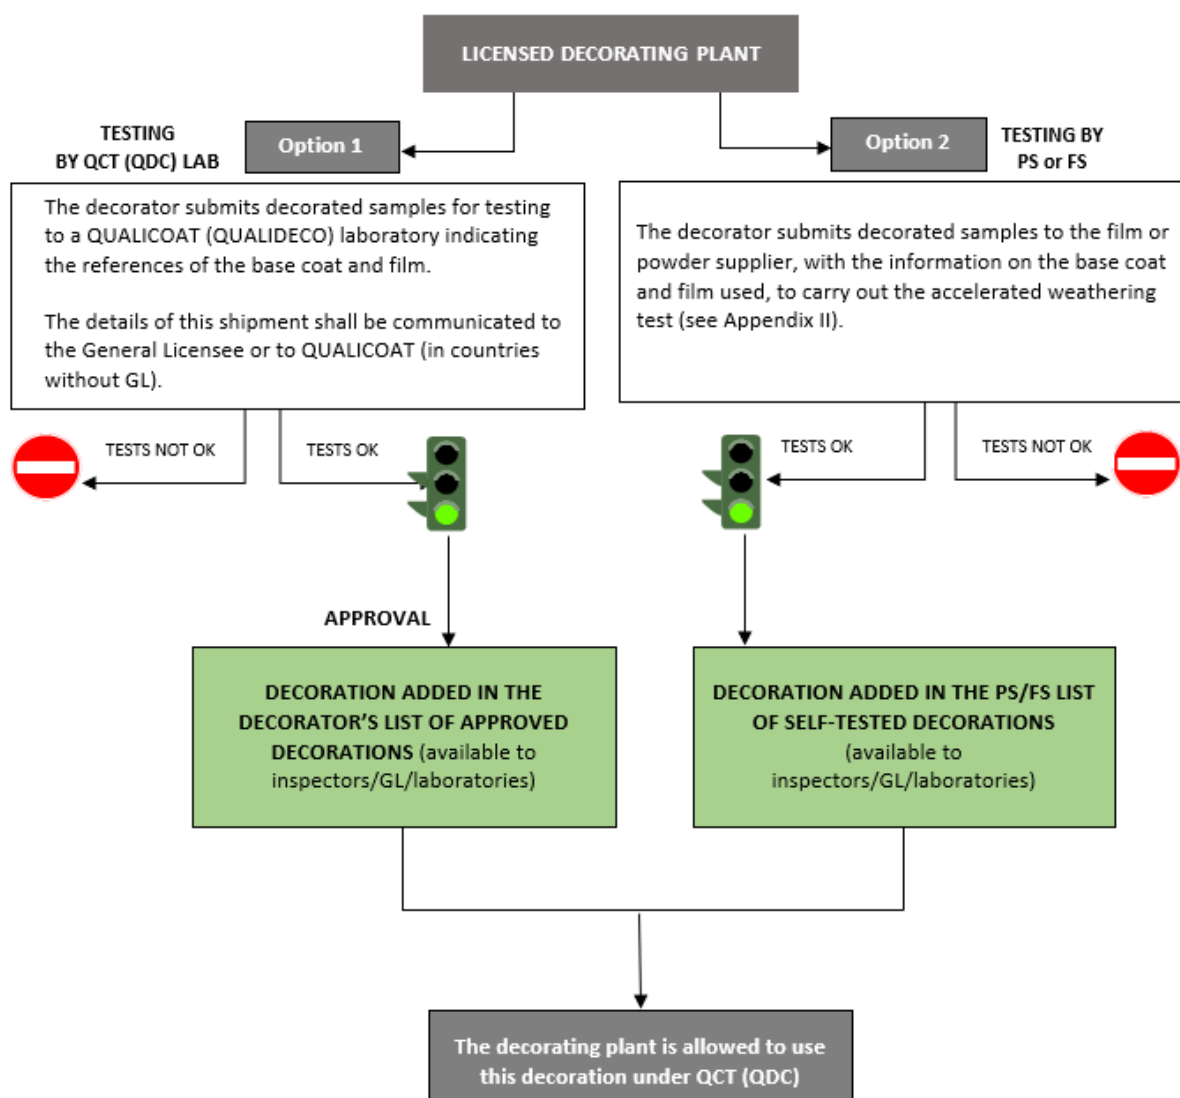 LICENSED DECORATING PLANT
TESTING
BY QCT (QDC) LAB
Option 1
Option 2
TESTING BY
PS or FS
The decorator submits decorated samples for testing
to a QUALICOAT (QUALIDECO) laboratory indicating
the references of the base coat and film.
The details of this shipment shall be communicated to
the General Licensee or to QUALICOAT (in countries
without GL).
The decorator submits decorated samples to the film or
powder supplier, with the information on the base coat
and film used, to carry out the accelerated weathering
test (see Appendix II).
TESTS NOT OK
TESTS OK
TESTS OK
TESTS NOT OK
APPROVAL
DECORATION ADDED IN THE
DECORATOR’S LIST OF APPROVED
DECORATIONS (available to
inspectors/GL/laboratories)
DECORATION ADDED IN THE PS/FS LIST
OF SELF-TESTED DECORATIONS
(available to
inspectors/GL/laboratories)
The decorating plant is allowed to use
this decoration under QCT (QDC)